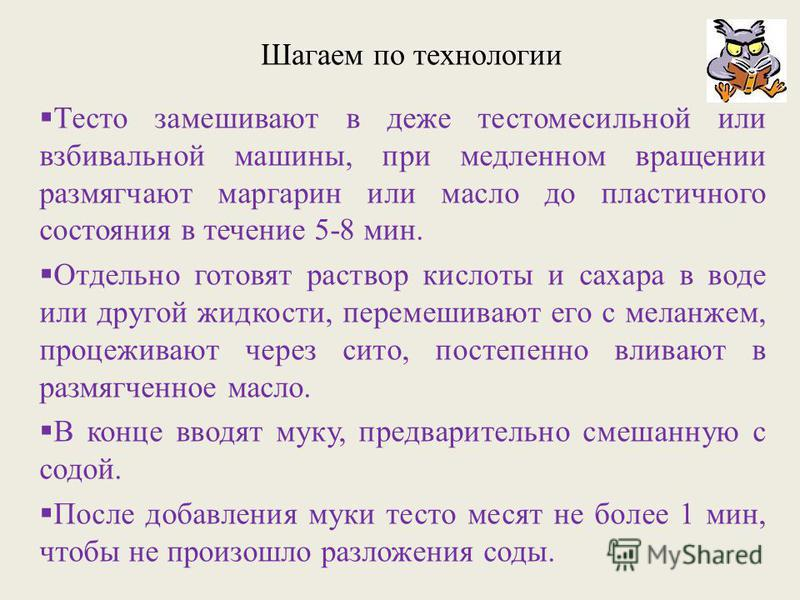 Шагаем по технологии
▪Тесто замешивают в деже тестомесильной или
взбивальной машины, при медленном вращении
размягчают маргарин или масло до пластичного
состояния в течение 5-8 мин.
▪Отдельно готовят раствор кислоты и сахара в воде
или другой жидкости, перемешивают его с меланжем,
процеживают через сито, постепенно вливают в
размягченное масло.
▪В конце вводят муку, предварительно смешанную с
содой.
▪После добавления муки тесто месят не более 1 мин,
чтобы не произошло разложения соды.
MyShared